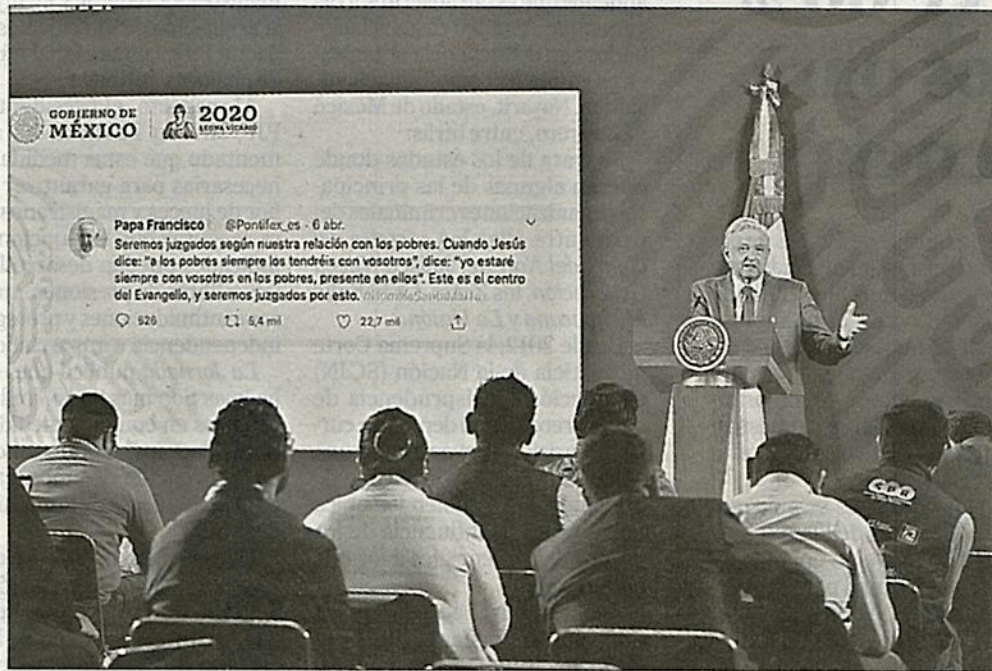 GOBIERNO DE
MÉXICO
2020
LEONA VICARIO
Papa Francisco @Pontifex_es · 6 abr.
Seremos juzgados según nuestra relación con los pobres. Cuando Jesús
dice: "a los pobres siempre los tendréis con vosotros", dice: "yo estaré
siempre con vosotros en los pobres, presente en ellos". Este es el centro
del Evangelio, y seremos juzgados por esto.
926 5,4 mil 22,7 mil